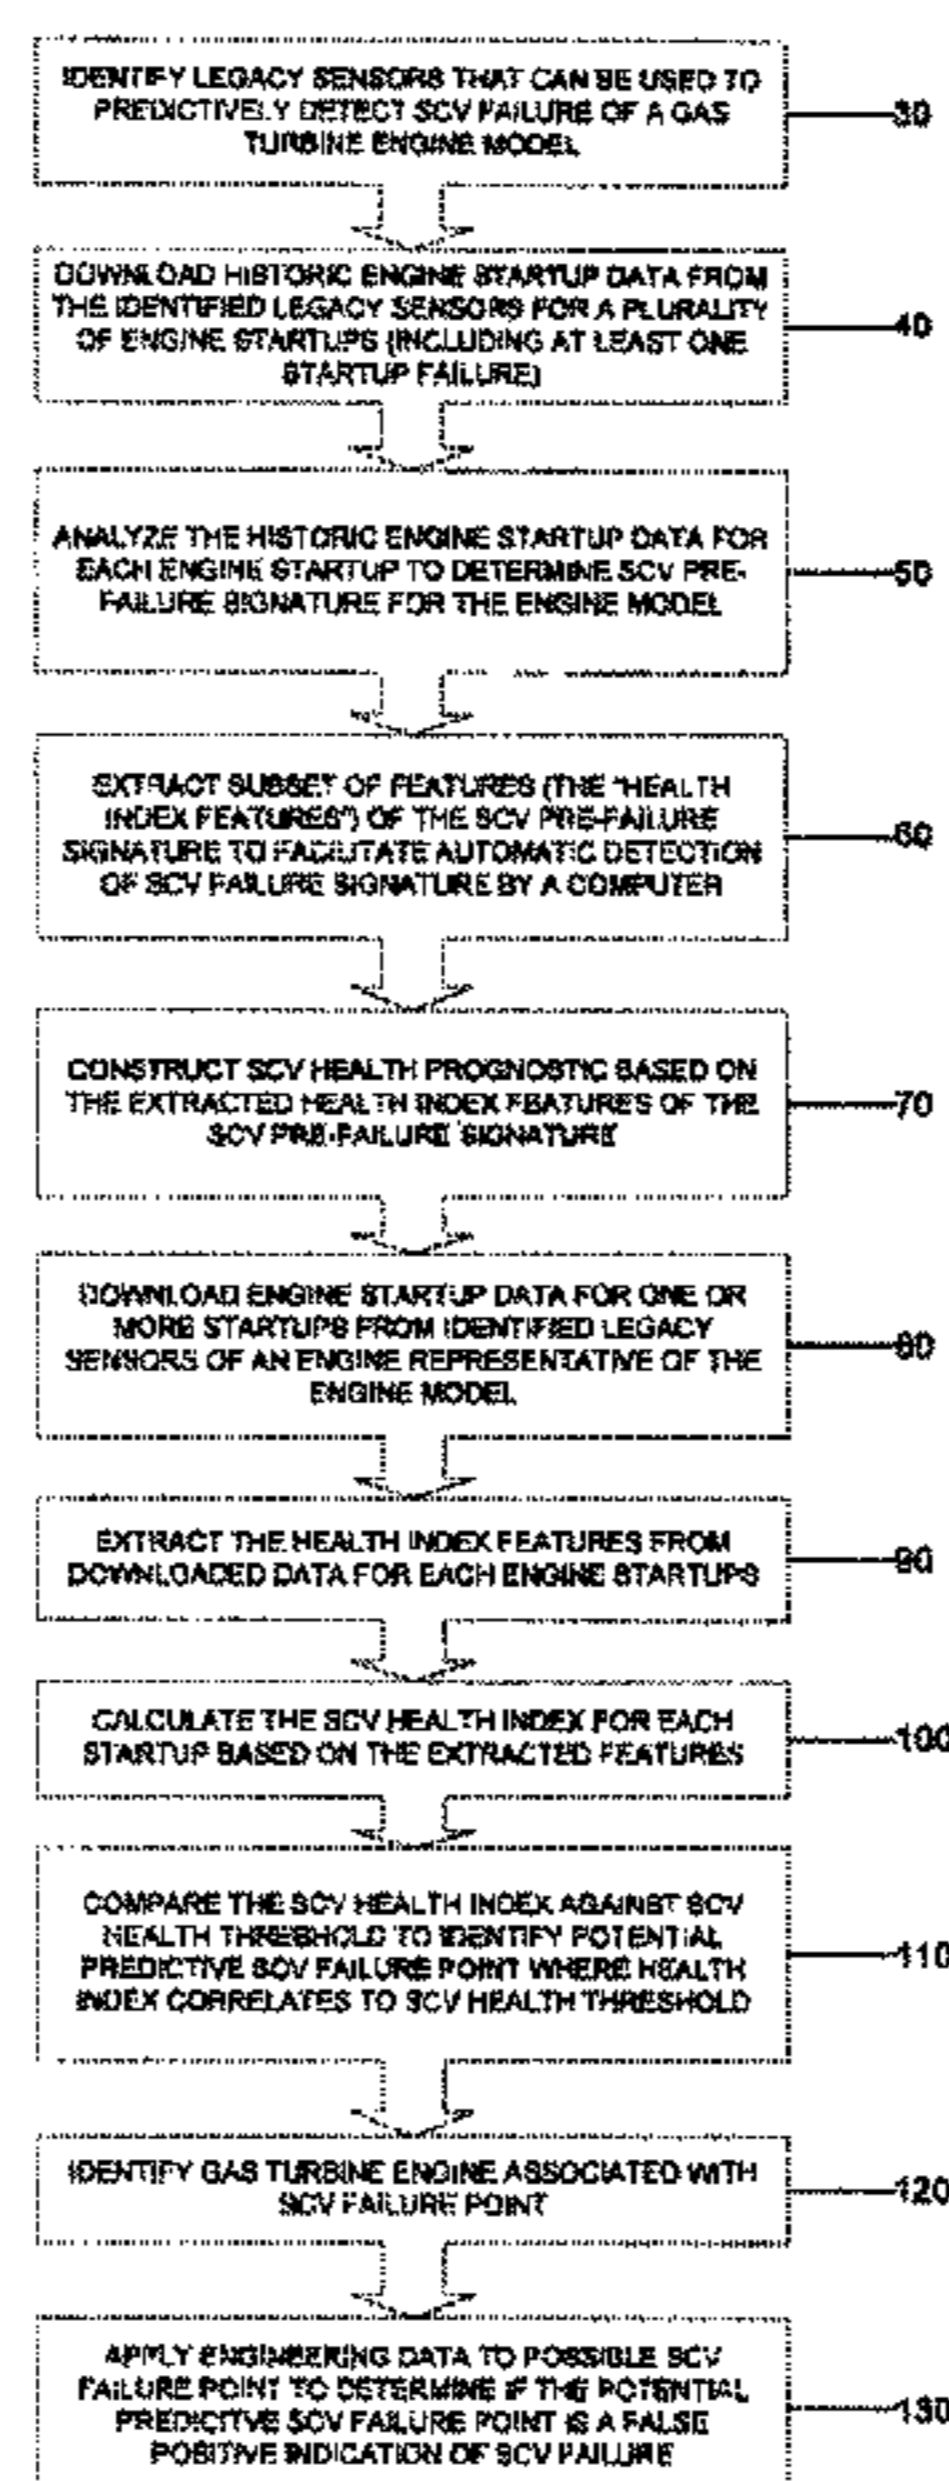 IDENTIFY LEGACY SENSORS THAT CAN BE USED TO
PREDICTIVELY DETECT SCV FAILURE OF A GAS
TURBINE ENGINE MODEL
30
DOWNLOAD HISTORIC ENGINE STARTUP DATA FROM
THE IDENTIFIED LEGACY SENSORS FOR A PLURALITY
OF ENGINE STARTUPS (INCLUDING AT LEAST ONE
STARTUP FAILURE)
40
ANALYZE THE HISTORIC ENGINE STARTUP DATA FOR
EACH ENGINE STARTUP TO DETERMINE SCV PRE-
FAILURE SIGNATURE FOR THE ENGINE MODEL
50
EXTRACT SUBSET OF FEATURES (THE "HEALTH
INDEX FEATURES") OF THE SCV PRE-FAILURE
SIGNATURE TO FACILITATE AUTOMATIC DETECTION
OF SCV FAILURE SIGNATURE BY A COMPUTER
60
CONSTRUCT SCV HEALTH PROGNOSTIC BASED ON
THE EXTRACTED HEALTH INDEX FEATURES OF THE
SCV PRE-FAILURE SIGNATURE
70
DOWNLOAD ENGINE STARTUP DATA FOR ONE OR
MORE STARTUPS FROM IDENTIFIED LEGACY
SENSORS OF AN ENGINE REPRESENTATIVE OF THE
ENGINE MODEL
80
EXTRACT THE HEALTH INDEX FEATURES FROM
DOWNLOADED DATA FOR EACH ENGINE STARTUPS
90
CALCULATE THE SCV HEALTH INDEX FOR EACH
STARTUP BASED ON THE EXTRACTED FEATURES
100
COMPARE THE SCV HEALTH INDEX AGAINST SCV
HEALTH THRESHOLD TO IDENTIFY POTENTIAL
PREDICTIVE SCV FAILURE POINT WHERE HEALTH
INDEX CORRELATES TO SCV HEALTH THRESHOLD
110
IDENTIFY GAS TURBINE ENGINE ASSOCIATED WITH
SCV FAILURE POINT
120
APPLY ENGINEERING DATA TO POSSIBLE SCV
FAILURE POINT TO DETERMINE IF THE POTENTIAL
PREDICITVE SCV FAILURE POINT IS A FALSE
POSITIVE INDICATION OF SCV FAILURE
130